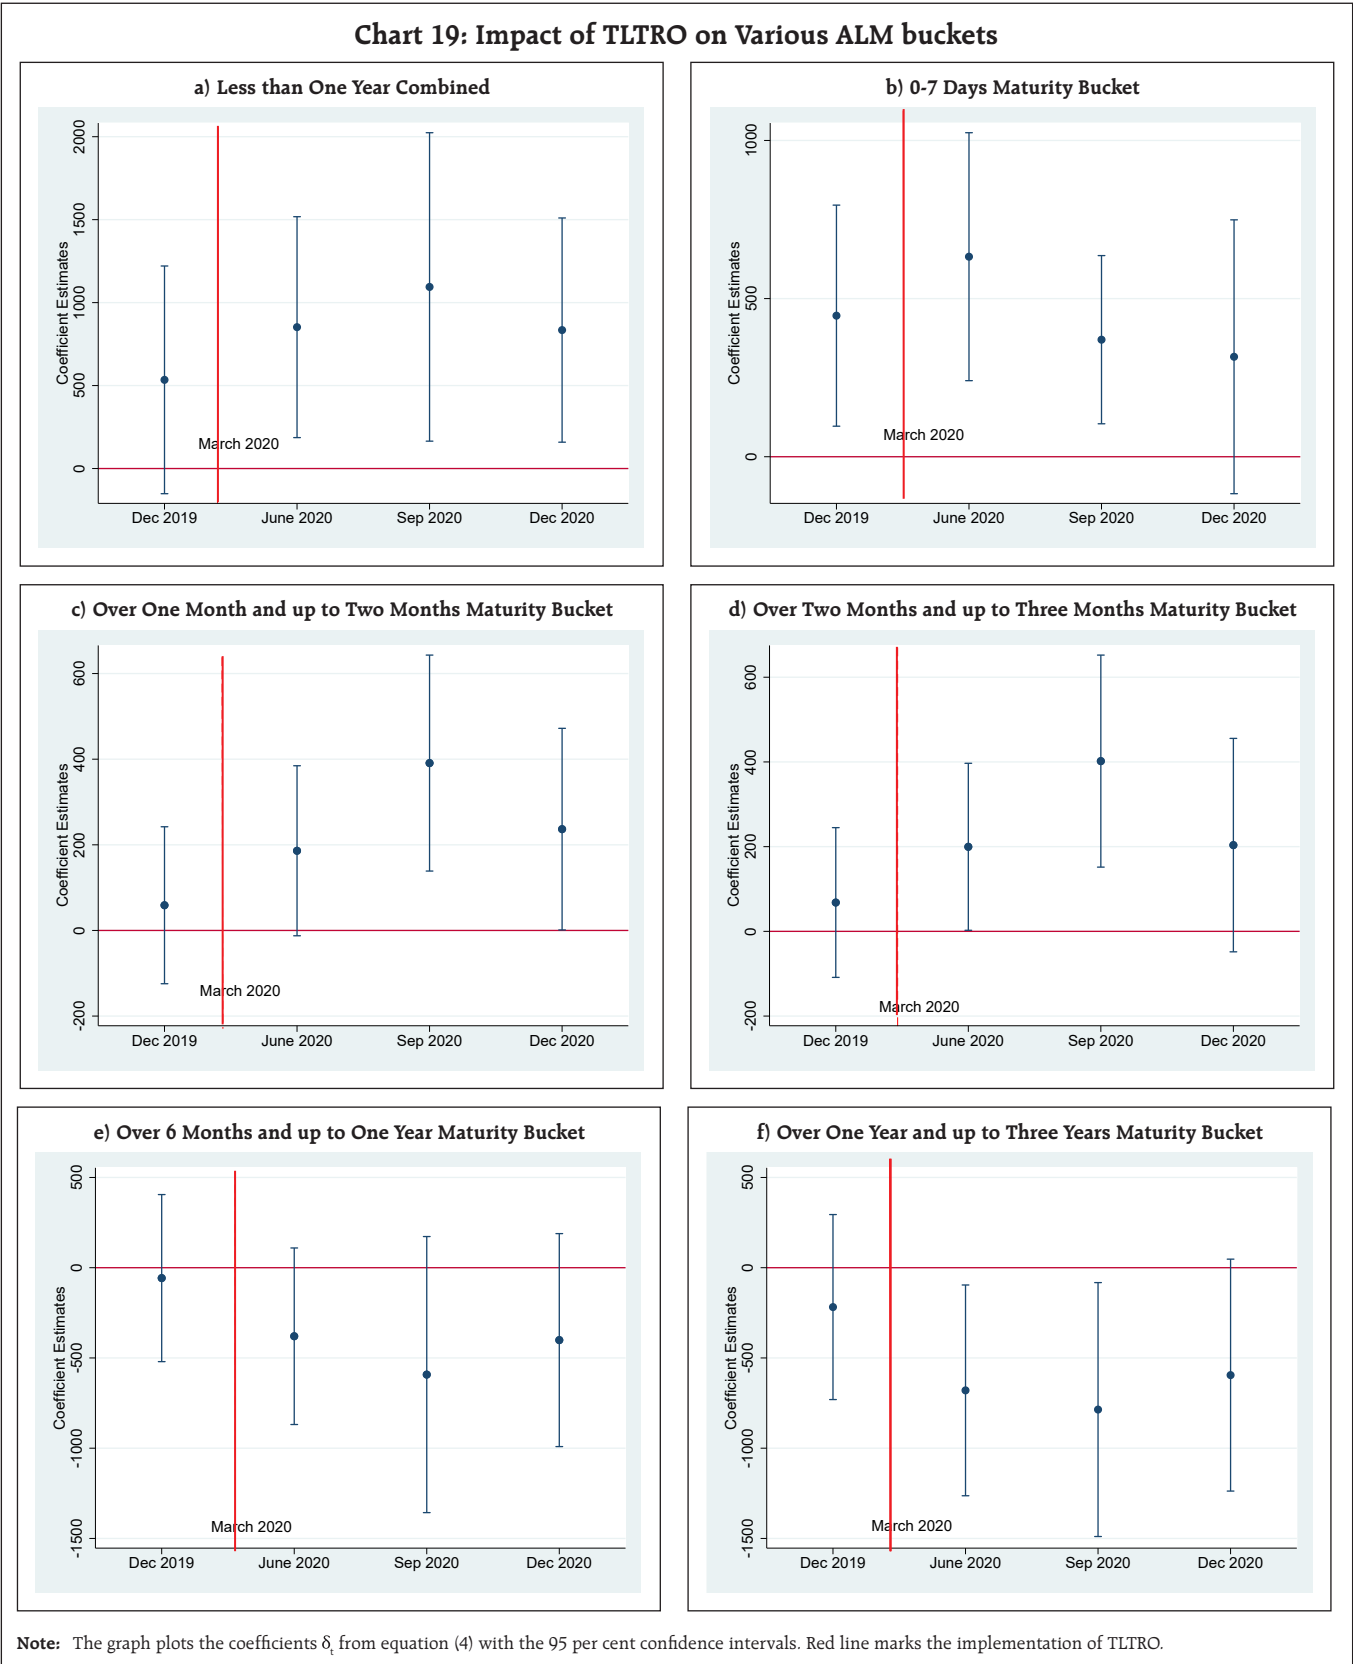 Chart 19: Impact of TLTRO on Various ALM buckets
a) Less than One Year Combined
Coefficient Estimates
2000
1500
1000
500
0
March 2020
Dec 2019 June 2020 Sep 2020 Dec 2020
b) 0-7 Days Maturity Bucket
Coefficient Estimates
1000
500
0
March 2020
Dec 2019 June 2020 Sep 2020 Dec 2020
c) Over One Month and up to Two Months Maturity Bucket
Coefficient Estimates
600
400
200
0
-200
March 2020
Dec 2019 June 2020 Sep 2020 Dec 2020
d) Over Two Months and up to Three Months Maturity Bucket
Coefficient Estimates
600
400
200
0
-200
March 2020
Dec 2019 June 2020 Sep 2020 Dec 2020
e) Over 6 Months and up to One Year Maturity Bucket
Coefficient Estimates
500
0
-500
-1000
-1500
March 2020
Dec 2019 June 2020 Sep 2020 Dec 2020
f) Over One Year and up to Three Years Maturity Bucket
Coefficient Estimates
500
0
-500
-1000
-1500
March 2020
Dec 2019 June 2020 Sep 2020 Dec 2020
Note: The graph plots the coefficients δt from equation (4) with the 95 per cent confidence intervals. Red line marks the implementation of TLTRO.